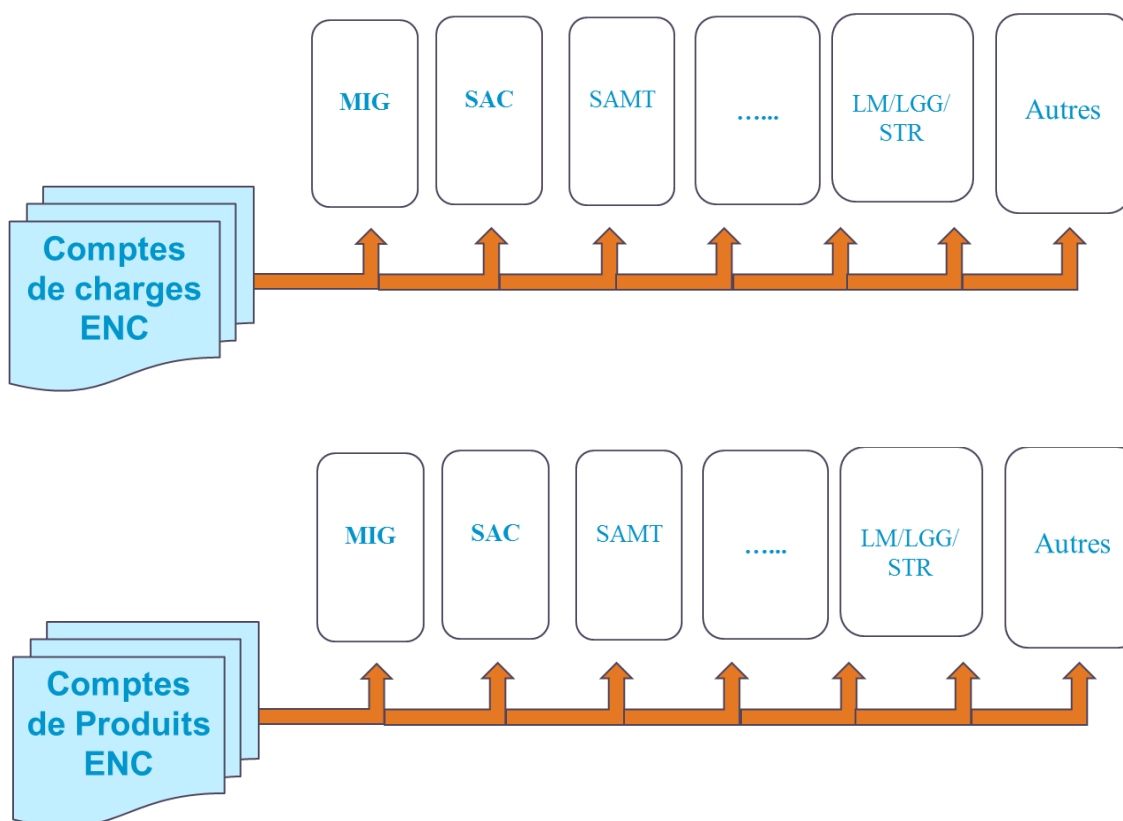 MIG
SAC
SAMT
…...
LM/LGG/
STR
Autres
Comptes
de charges
ENC
MIG
SAC
SAMT
…...
LM/LGG/
STR
Autres
Comptes
de Produits
ENC